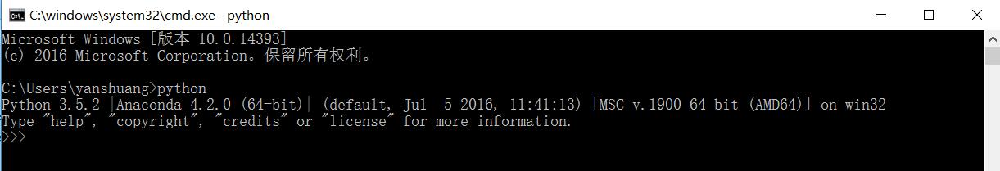 C:\windows\system32\cmd.exe - python
Microsoft Windows [版本 10.0.14393]
(c) 2016 Microsoft Corporation。保留所有权利。
C:\Users\yanshuang>python
Python 3.5.2 |Anaconda 4.2.0 (64-bit)| (default, Jul  5 2016, 11:41:13) [MSC v.1900 64 bit (AMD64)] on win32
Type "help", "copyright", "credits" or "license" for more information.
>>>